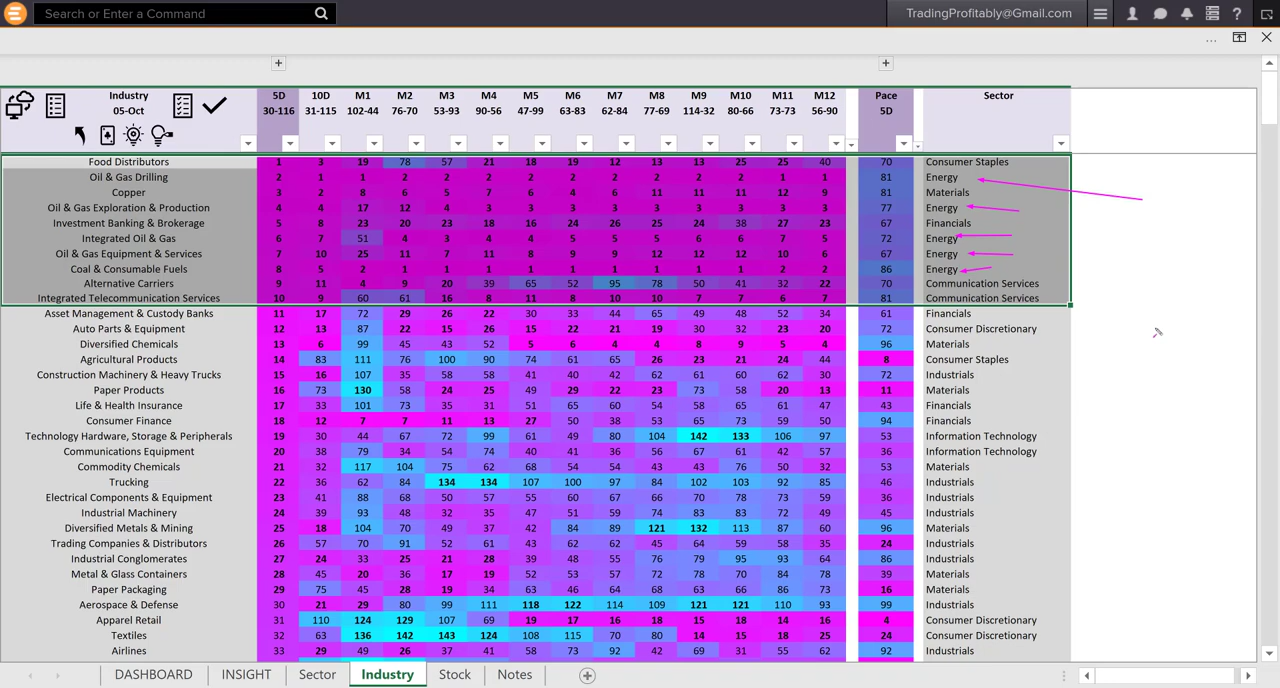 Search or Enter a Command
TradingProfitably@Gmail.com
Industry 5D 10D M1 M2 M3 M4 M5 M6 M7 M8 M9 M10 M11 M12 Pace Sector
05-Oct 30-116 31-115 102-44 76-70 53-93 90-56 47-99 63-83 62-84 77-69 114-32 80-66 73-73 56-90 5D
Food Distributors 1 3 19 78 57 21 18 19 12 13 13 25 25 40 70 Consumer Staples
Oil & Gas Drilling 2 1 1 2 2 2 2 2 2 2 2 2 1 1 81 Energy
Copper 3 2 8 6 5 7 6 4 6 11 11 11 12 9 81 Materials
Oil & Gas Exploration & Production 4 4 17 12 4 3 3 3 3 3 3 3 3 3 77 Energy
Investment Banking & Brokerage 5 8 23 20 23 18 16 24 26 25 24 38 27 23 67 Financials
Integrated Oil & Gas 6 7 51 4 3 4 4 5 5 5 6 6 7 5 72 Energy
Oil & Gas Equipment & Services 7 10 25 11 7 11 8 9 9 12 12 12 10 6 67 Energy
Coal & Consumable Fuels 8 5 2 1 1 1 1 1 1 1 1 1 2 2 86 Energy
Alternative Carriers 9 11 4 9 20 39 65 52 95 78 50 41 32 22 70 Communication Services
Integrated Telecommunication Services 10 9 60 61 16 8 11 8 10 10 7 7 6 7 81 Communication Services
Asset Management & Custody Banks 11 17 72 29 26 22 30 33 44 65 49 48 52 34 61 Financials
Auto Parts & Equipment 12 13 87 22 15 26 15 22 21 19 30 32 23 20 72 Consumer Discretionary
Diversified Chemicals 13 6 99 45 43 52 5 6 4 4 8 9 5 4 96 Materials
Agricultural Products 14 83 111 76 100 90 74 61 65 26 23 21 24 44 8 Consumer Staples
Construction Machinery & Heavy Trucks 15 16 107 35 58 58 41 40 42 62 61 60 62 30 72 Industrials
Paper Products 16 73 130 58 24 25 49 29 22 23 73 58 20 13 11 Materials
Life & Health Insurance 17 33 101 73 35 31 51 65 60 54 58 65 61 47 43 Financials
Consumer Finance 18 12 7 7 11 13 27 50 38 53 65 73 59 50 94 Financials
Technology Hardware, Storage & Peripherals 19 30 44 67 72 99 61 49 80 104 142 133 106 97 53 Information Technology
Communications Equipment 20 38 79 34 54 74 40 41 36 56 67 61 42 57 36 Information Technology
Commodity Chemicals 21 32 117 104 75 62 68 54 54 43 43 76 50 32 53 Materials
Trucking 22 36 62 84 134 134 107 100 97 84 102 103 92 85 46 Industrials
Electrical Components & Equipment 23 41 88 68 50 57 55 60 67 66 70 78 73 59 36 Industrials
Industrial Machinery 24 39 93 48 32 35 47 51 59 74 83 83 72 49 45 Industrials
Diversified Metals & Mining 25 18 104 70 49 37 42 84 89 121 132 113 87 60 96 Materials
Trading Companies & Distributors 26 57 70 91 52 61 43 62 62 45 64 59 58 35 24 Industrials
Industrial Conglomerates 27 24 33 25 21 28 39 48 55 76 79 95 93 64 86 Industrials
Metal & Glass Containers 28 45 20 36 17 19 52 53 57 72 78 70 84 78 39 Materials
Paper Packaging 29 75 45 28 19 34 63 46 64 68 63 66 86 73 16 Materials
Aerospace & Defense 30 21 29 80 99 111 118 122 114 109 121 121 110 93 99 Industrials
Apparel Retail 31 110 124 129 107 69 19 17 16 18 15 18 14 16 4 Consumer Discretionary
Textiles 32 63 136 142 143 124 108 115 70 80 14 15 18 25 24 Consumer Discretionary
Airlines 33 29 49 26 37 41 58 73 92 42 69 31 55 62 92 Industrials
DASHBOARD INSIGHT Sector Industry Stock Notes